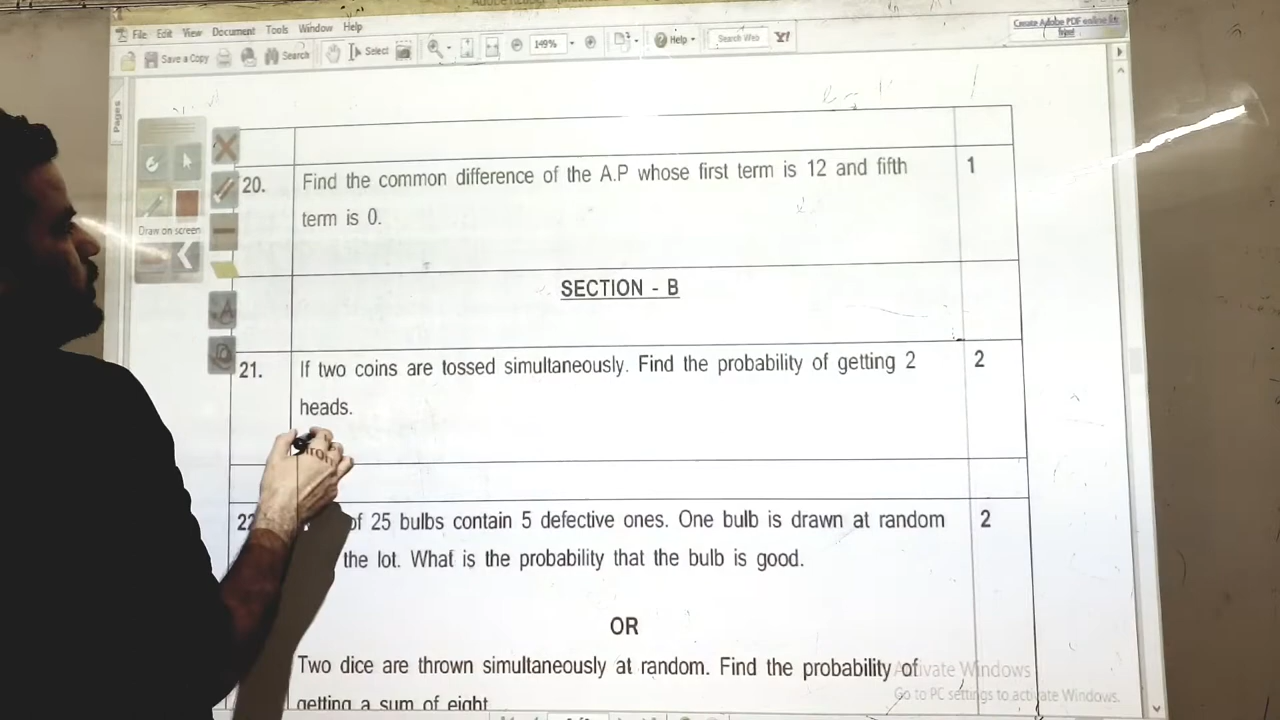 File Edit View Document Tools Window Help
Create Adobe PDF online
Save a Copy Search Select 149% Help Search Web Y!
Pages
Draw on screen
20. Find the common difference of the A.P whose first term is 12 and fifth 1
term is 0.
SECTION - B
21. If two coins are tossed simultaneously. Find the probability of getting 2 2
heads.
22 of 25 bulbs contain 5 defective ones. One bulb is drawn at random 2
the lot. What is the probability that the bulb is good.
OR
Two dice are thrown simultaneously at random. Find the probability of
getting a sum of eight
Activate Windows
Go to PC settings to activate Windows.